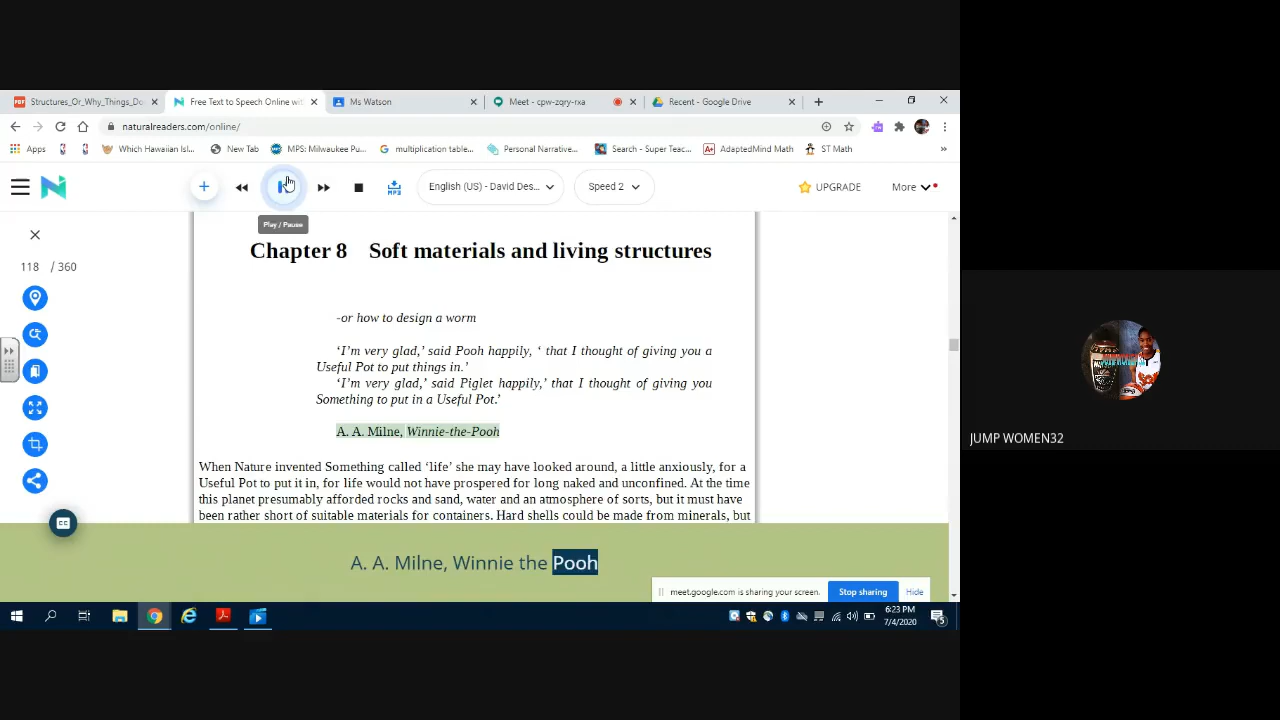 Structures_Or_Why_Things_Do
Free Text to Speech Online wit
Ms Watson
Meet - cpw-zqry-rxa
Recent - Google Drive
naturalreaders.com/online/
Apps
Which Hawaiian Isl...
New Tab
MPS: Milwaukee Pu...
multiplication table...
Personal Narrative...
Search - Super Teac...
AdaptedMind Math
ST Math
»
MP3
English (US) - David Des...
Speed 2
UPGRADE
More
Play / Pause
118 / 360
Chapter 8 Soft materials and living structures
-or how to design a worm
‘I’m very glad,’ said Pooh happily, ‘ that I thought of giving you a
Useful Pot to put things in.’
‘I’m very glad,’ said Piglet happily,’ that I thought of giving you
Something to put in a Useful Pot.’
A. A. Milne, Winnie-the-Pooh
When Nature invented Something called ‘life’ she may have looked around, a little anxiously, for a
Useful Pot to put it in, for life would not have prospered for long naked and unconfined. At the time
this planet presumably afforded rocks and sand, water and an atmosphere of sorts, but it must have
been rather short of suitable materials for containers. Hard shells could be made from minerals, but
CC
A. A. Milne, Winnie the Pooh
meet.google.com is sharing your screen.
Stop sharing
Hide
6:23 PM
7/4/2020
5
JUMP WOMEN32